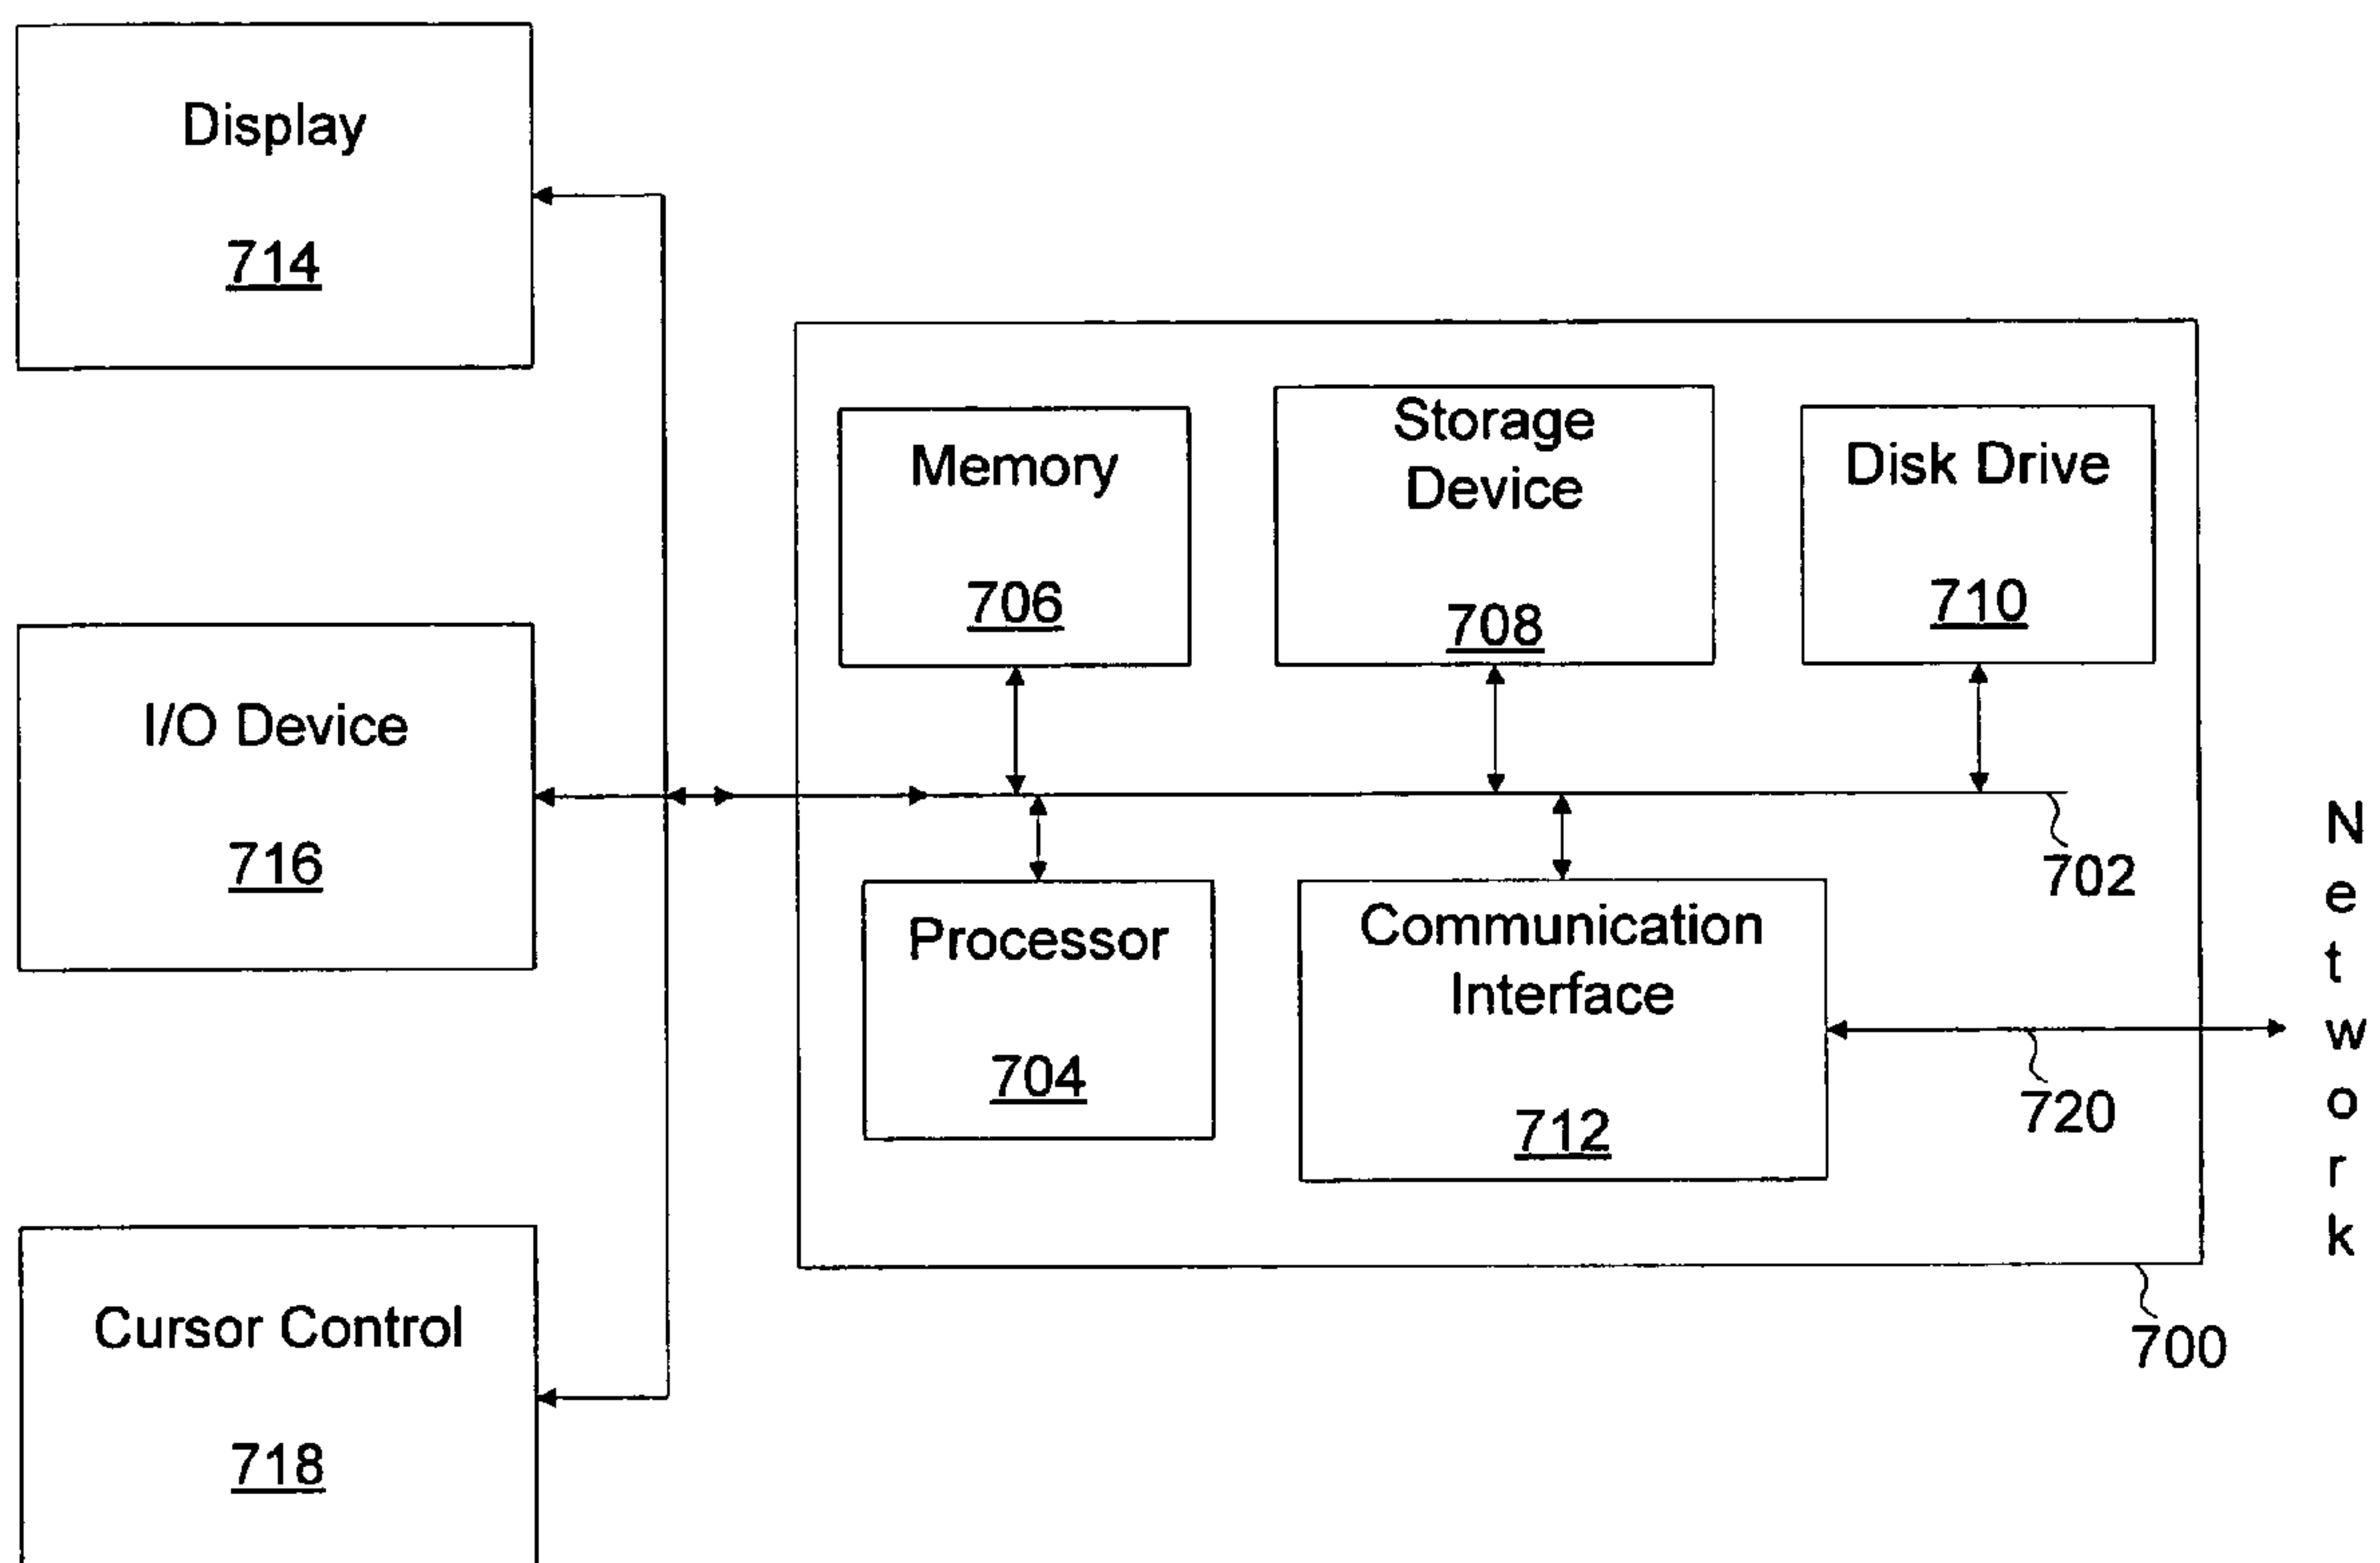 Display
714
I/O Device
716
Cursor Control
718
Memory
706
Storage
Device
708
Disk Drive
710
702
Processor
704
Communication
Interface
712
720
700
Network